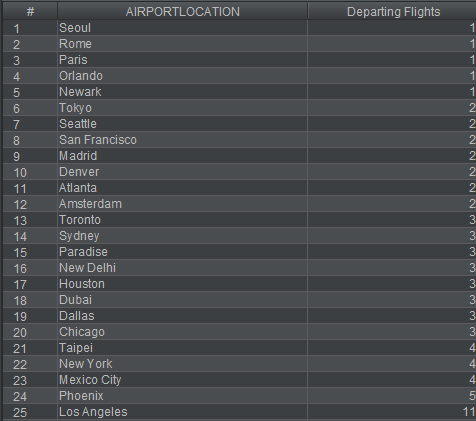 # AIRPORTLOCATION Departing Flights
1 Seoul 1
2 Rome 1
3 Paris 1
4 Orlando 1
5 Newark 1
6 Tokyo 2
7 Seattle 2
8 San Francisco 2
9 Madrid 2
10 Denver 2
11 Atlanta 2
12 Amsterdam 2
13 Toronto 3
14 Sydney 3
15 Paradise 3
16 New Delhi 3
17 Houston 3
18 Dubai 3
19 Dallas 3
20 Chicago 3
21 Taipei 4
22 New York 4
23 Mexico City 4
24 Phoenix 5
25 Los Angeles 11